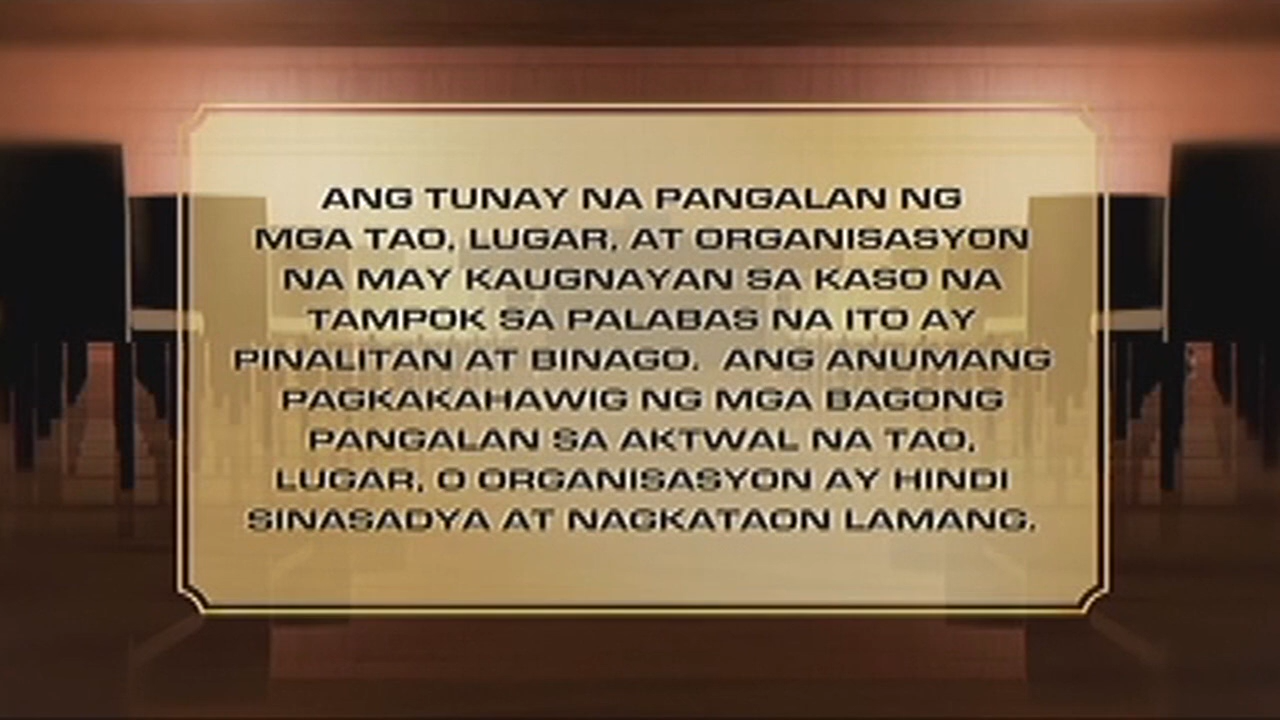 ANG TUNAY NA PANGALAN NG
MGA TAO, LUGAR, AT ORGANISASYON
NA MAY KAUGNAYAN SA KASO NA
TAMPOK SA PALABAS NA ITO AY
PINALITAN AT BINAGO.  ANG ANUMANG
PAGKAKAHAWIG NG MGA BAGONG
PANGALAN SA AKTWAL NA TAO,
LUGAR, O ORGANISASYON AY HINDI
SINASADYA AT NAGKATAON LAMANG.